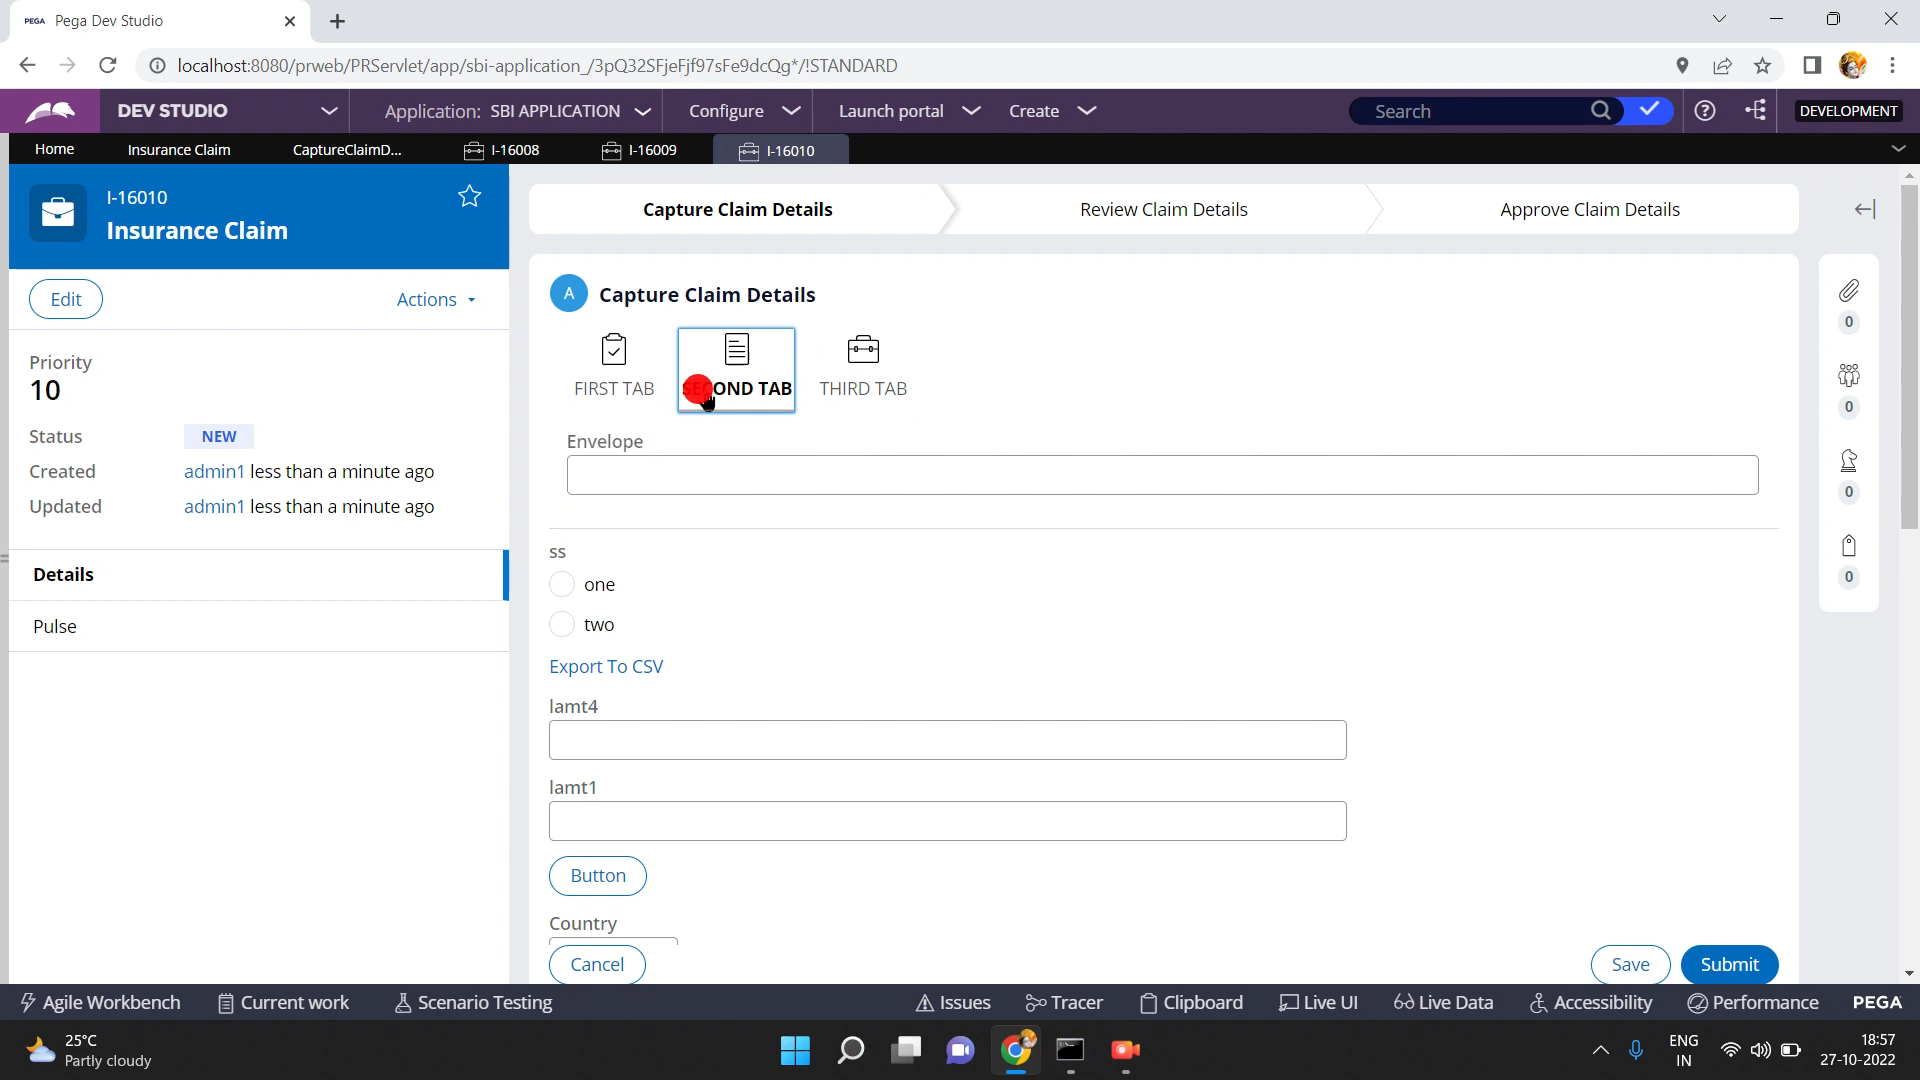 PEGA Pega Dev Studio
localhost:8080/prweb/PRServlet/app/sbi-application_/3pQ32SFjeFjf97sFe9dcQg*/!STANDARD
DEV STUDIO Application: SBI APPLICATION Configure Launch portal Create Search DEVELOPMENT
Home Insurance Claim CaptureClaimD... I-16008 I-16009 I-16010
I-16010
Insurance Claim
Edit Actions
Priority
10
Status NEW
Created admin1 less than a minute ago
Updated admin1 less than a minute ago
Details
Pulse
Capture Claim Details Review Claim Details Approve Claim Details
A Capture Claim Details
FIRST TAB SECOND TAB THIRD TAB
Envelope
ss
one
two
Export To CSV
lamt4
lamt1
Button
Country
Cancel Save Submit
0
0
0
0
Agile Workbench Current work Scenario Testing Issues Tracer Clipboard Live UI Live Data Accessibility Performance PEGA
25°C
Partly cloudy
ENG
IN
18:57
27-10-2022